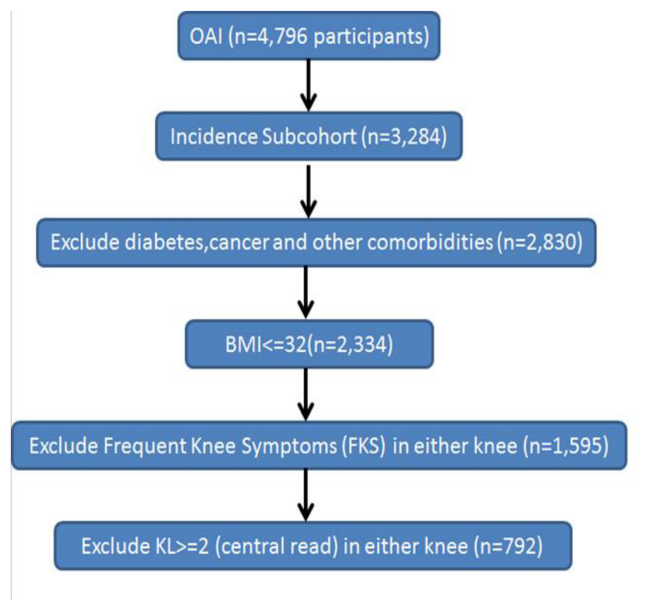 OAI (n=4,796 participants)
Incidence Subcohort (n=3,284)
Exclude diabetes,cancer and other comorbidities (n=2,830)
BMI<=32(n=2,334)
Exclude Frequent Knee Symptoms (FKS) in either knee (n=1,595)
Exclude KL>=2 (central read) in either knee (n=792)